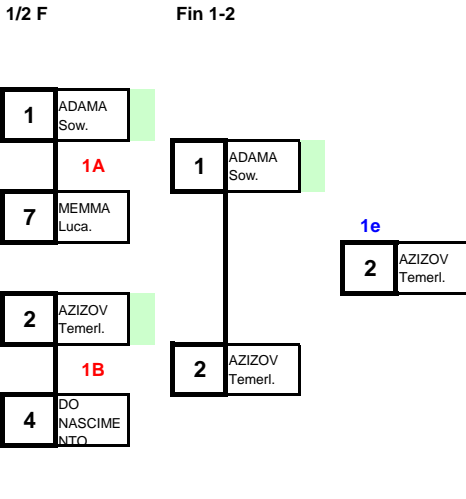 1/2 F
Fin 1-2
1
ADAMA
Sow.
1A
7
MEMMA
Luca.
2
AZIZOV
Temerl.
1B
4
DO
NASCIME
NTO
1
ADAMA
Sow.
2
AZIZOV
Temerl.
1e
2
AZIZOV
Temerl.